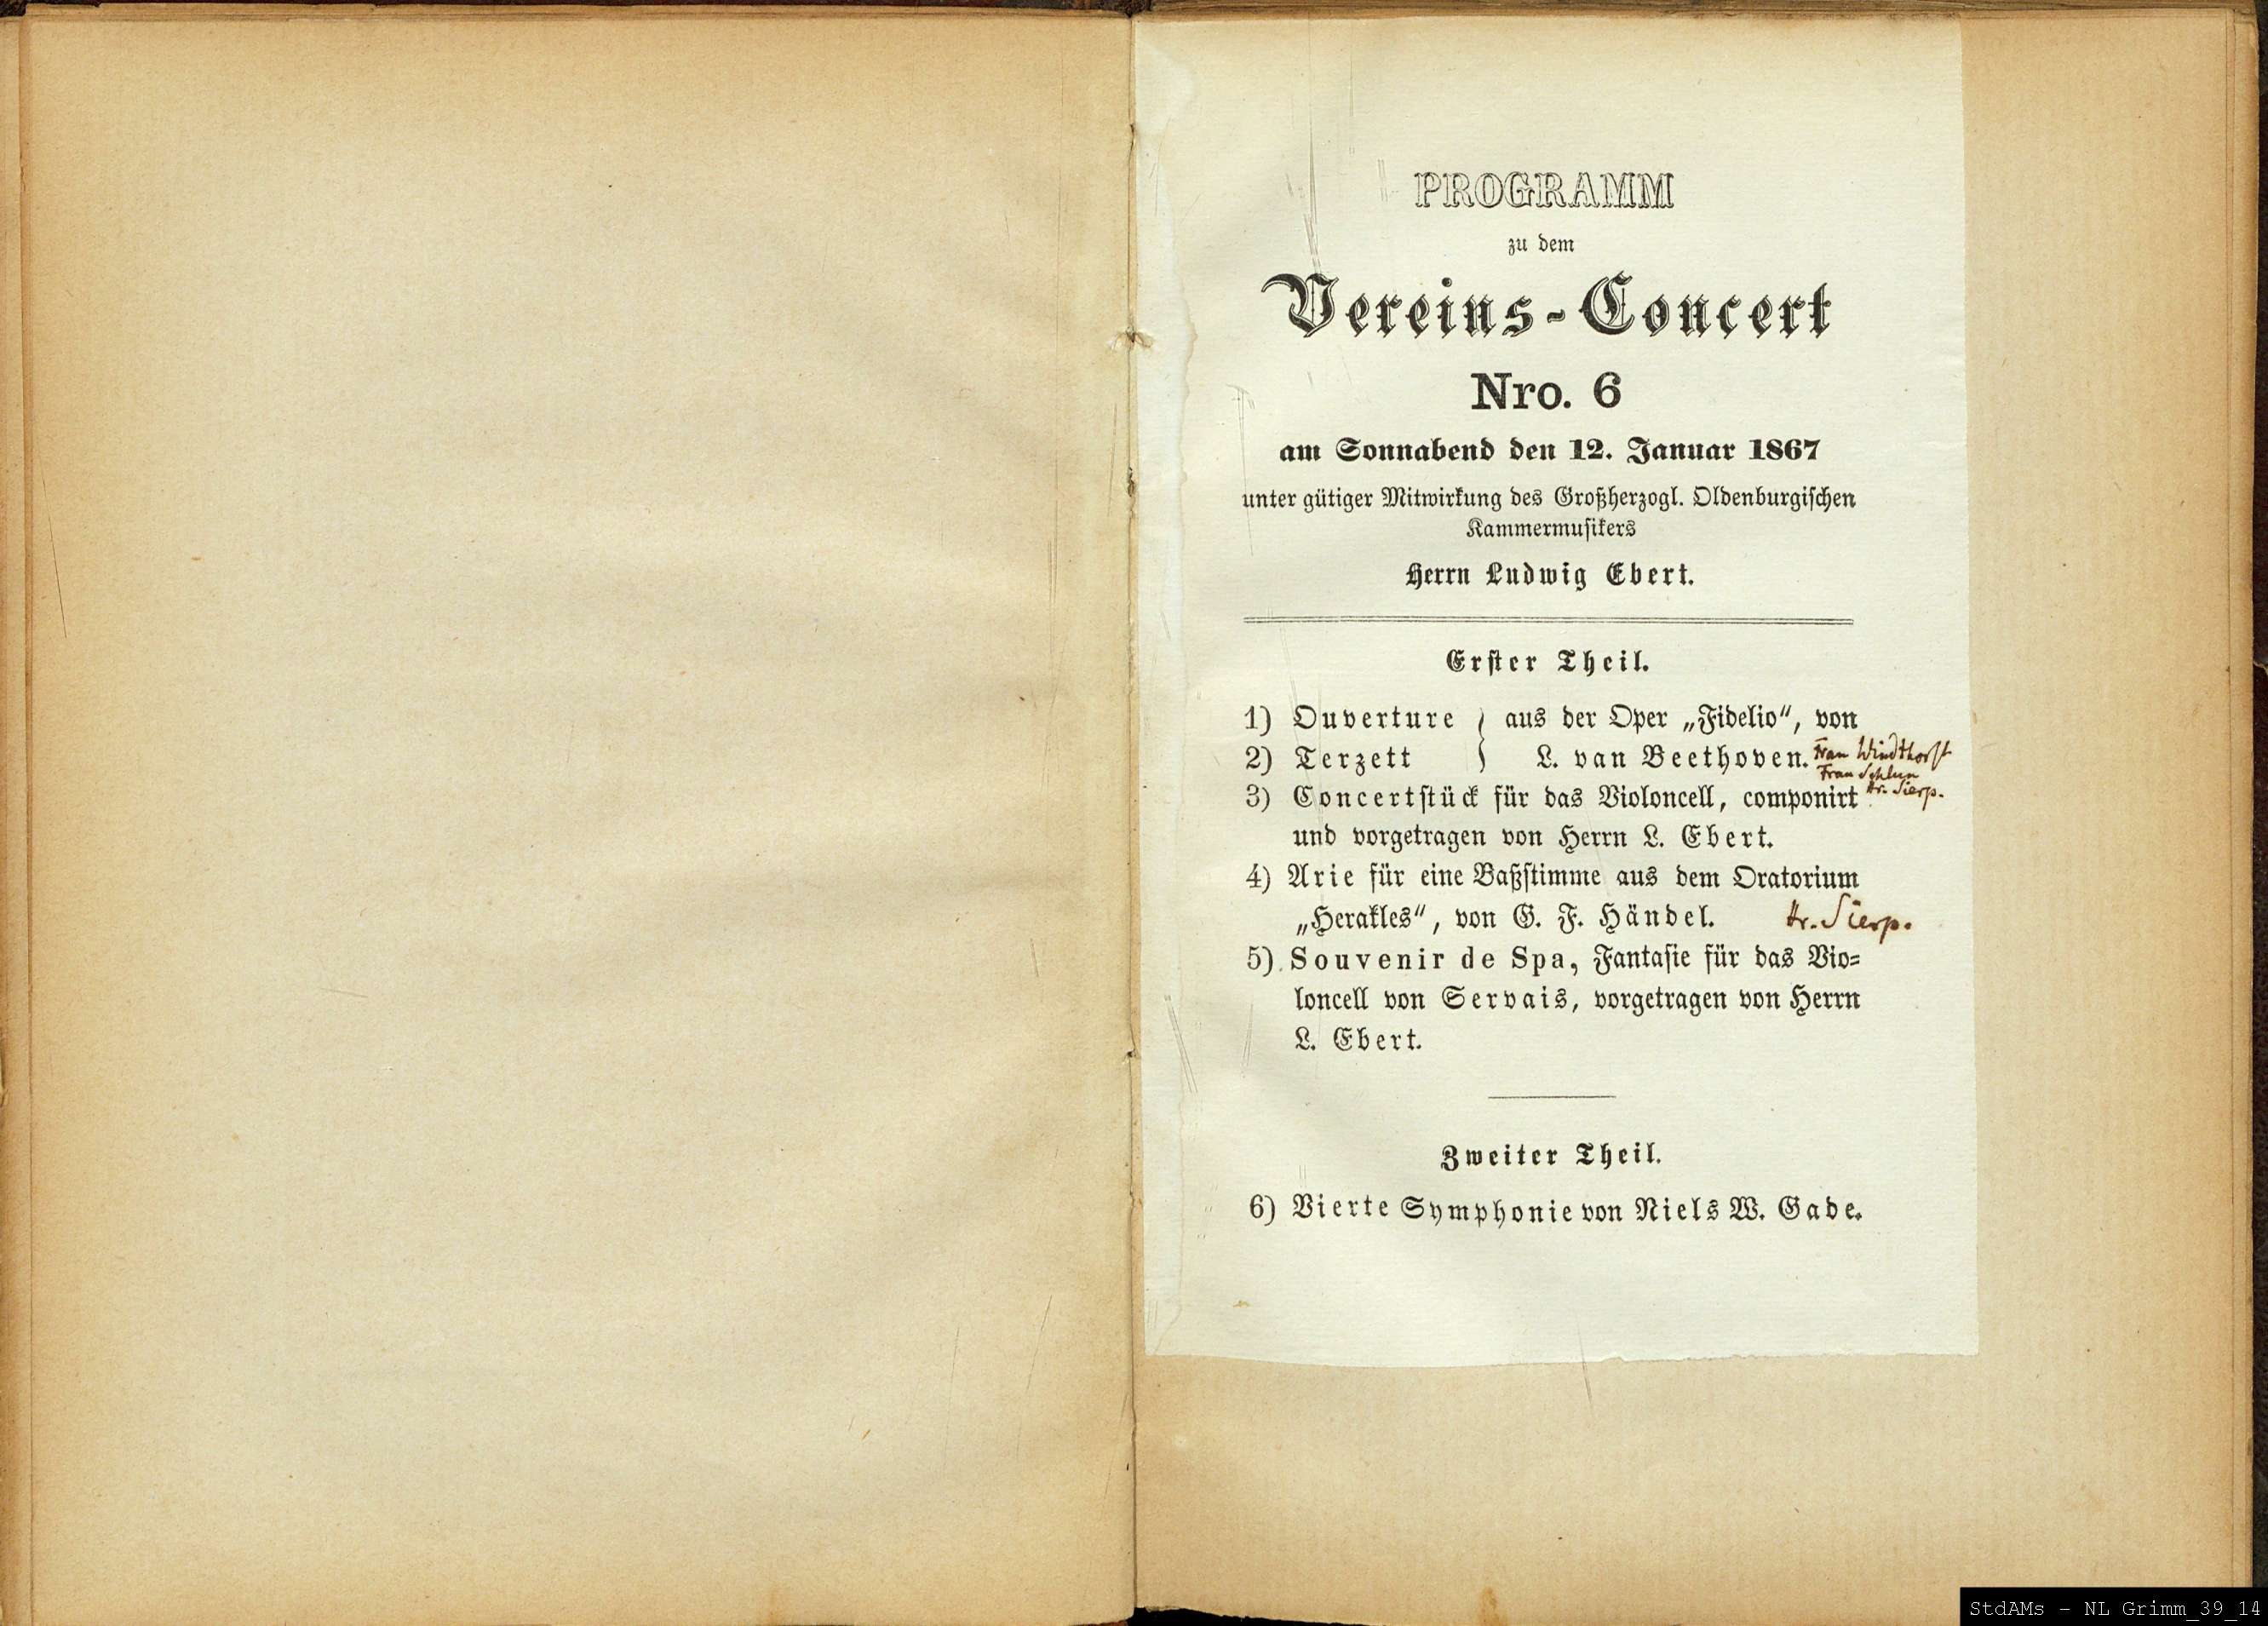 PROGRAMM
zu dem
Vereins-Concert
Nro. 6
am Sonnabend den 12. Januar 1867
unter gütiger Mitwirkung des Großherzogl. Oldenburgischen
Kammermusikers
Herrn Ludwig Ebert.
Erster Theil.
1) Ouverture } aus der Oper „Fidelio“, von
2) Terzett } L. van Beethoven. Frau Windthorst
Frau Schlun
3) Concertstück für das Violoncell, componirt Hr. Sierp.
und vorgetragen von Herrn L. Ebert.
4) Arie für eine Baßstimme aus dem Oratorium
„Herakles“, von G. F. Händel. Hr. Sierp.
5) Souvenir de Spa, Fantasie für das Vio-
loncell von Servais, vorgetragen von Herrn
L. Ebert.
Zweiter Theil.
6) Vierte Symphonie von Niels W. Gade.
StdAMs - NL Grimm_39_14